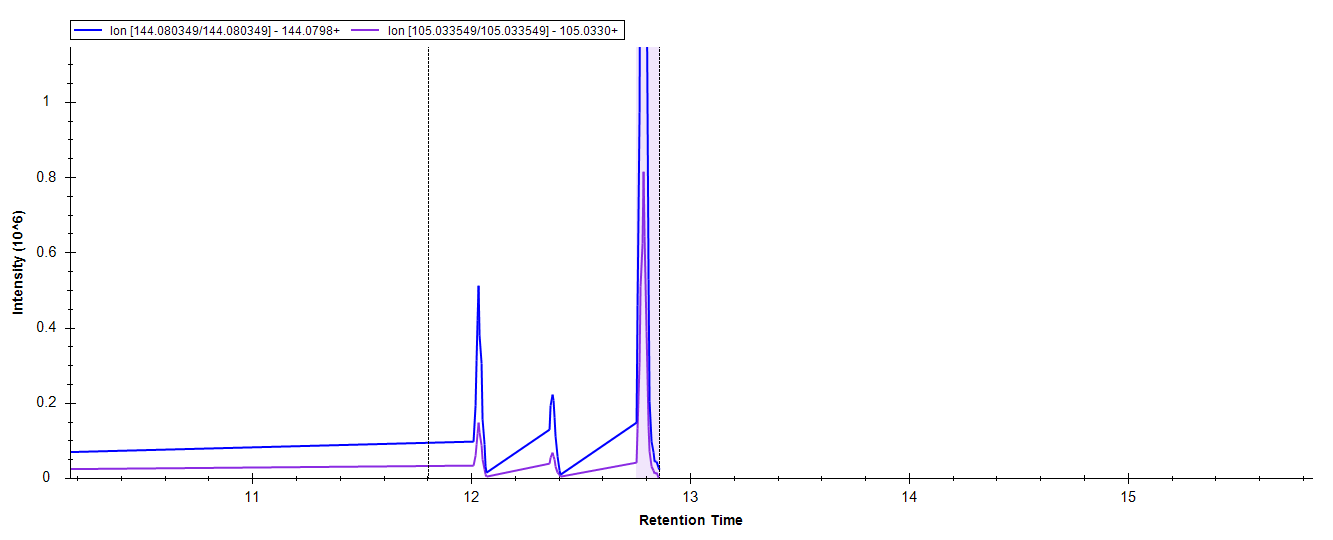 Ion [144.080349/144.080349] - 144.0798+ Ion [105.033549/105.033549] - 105.0330+
Intensity (10^6)
1
0.8
0.6
0.4
0.2
0
11 12 13 14 15
Retention Time